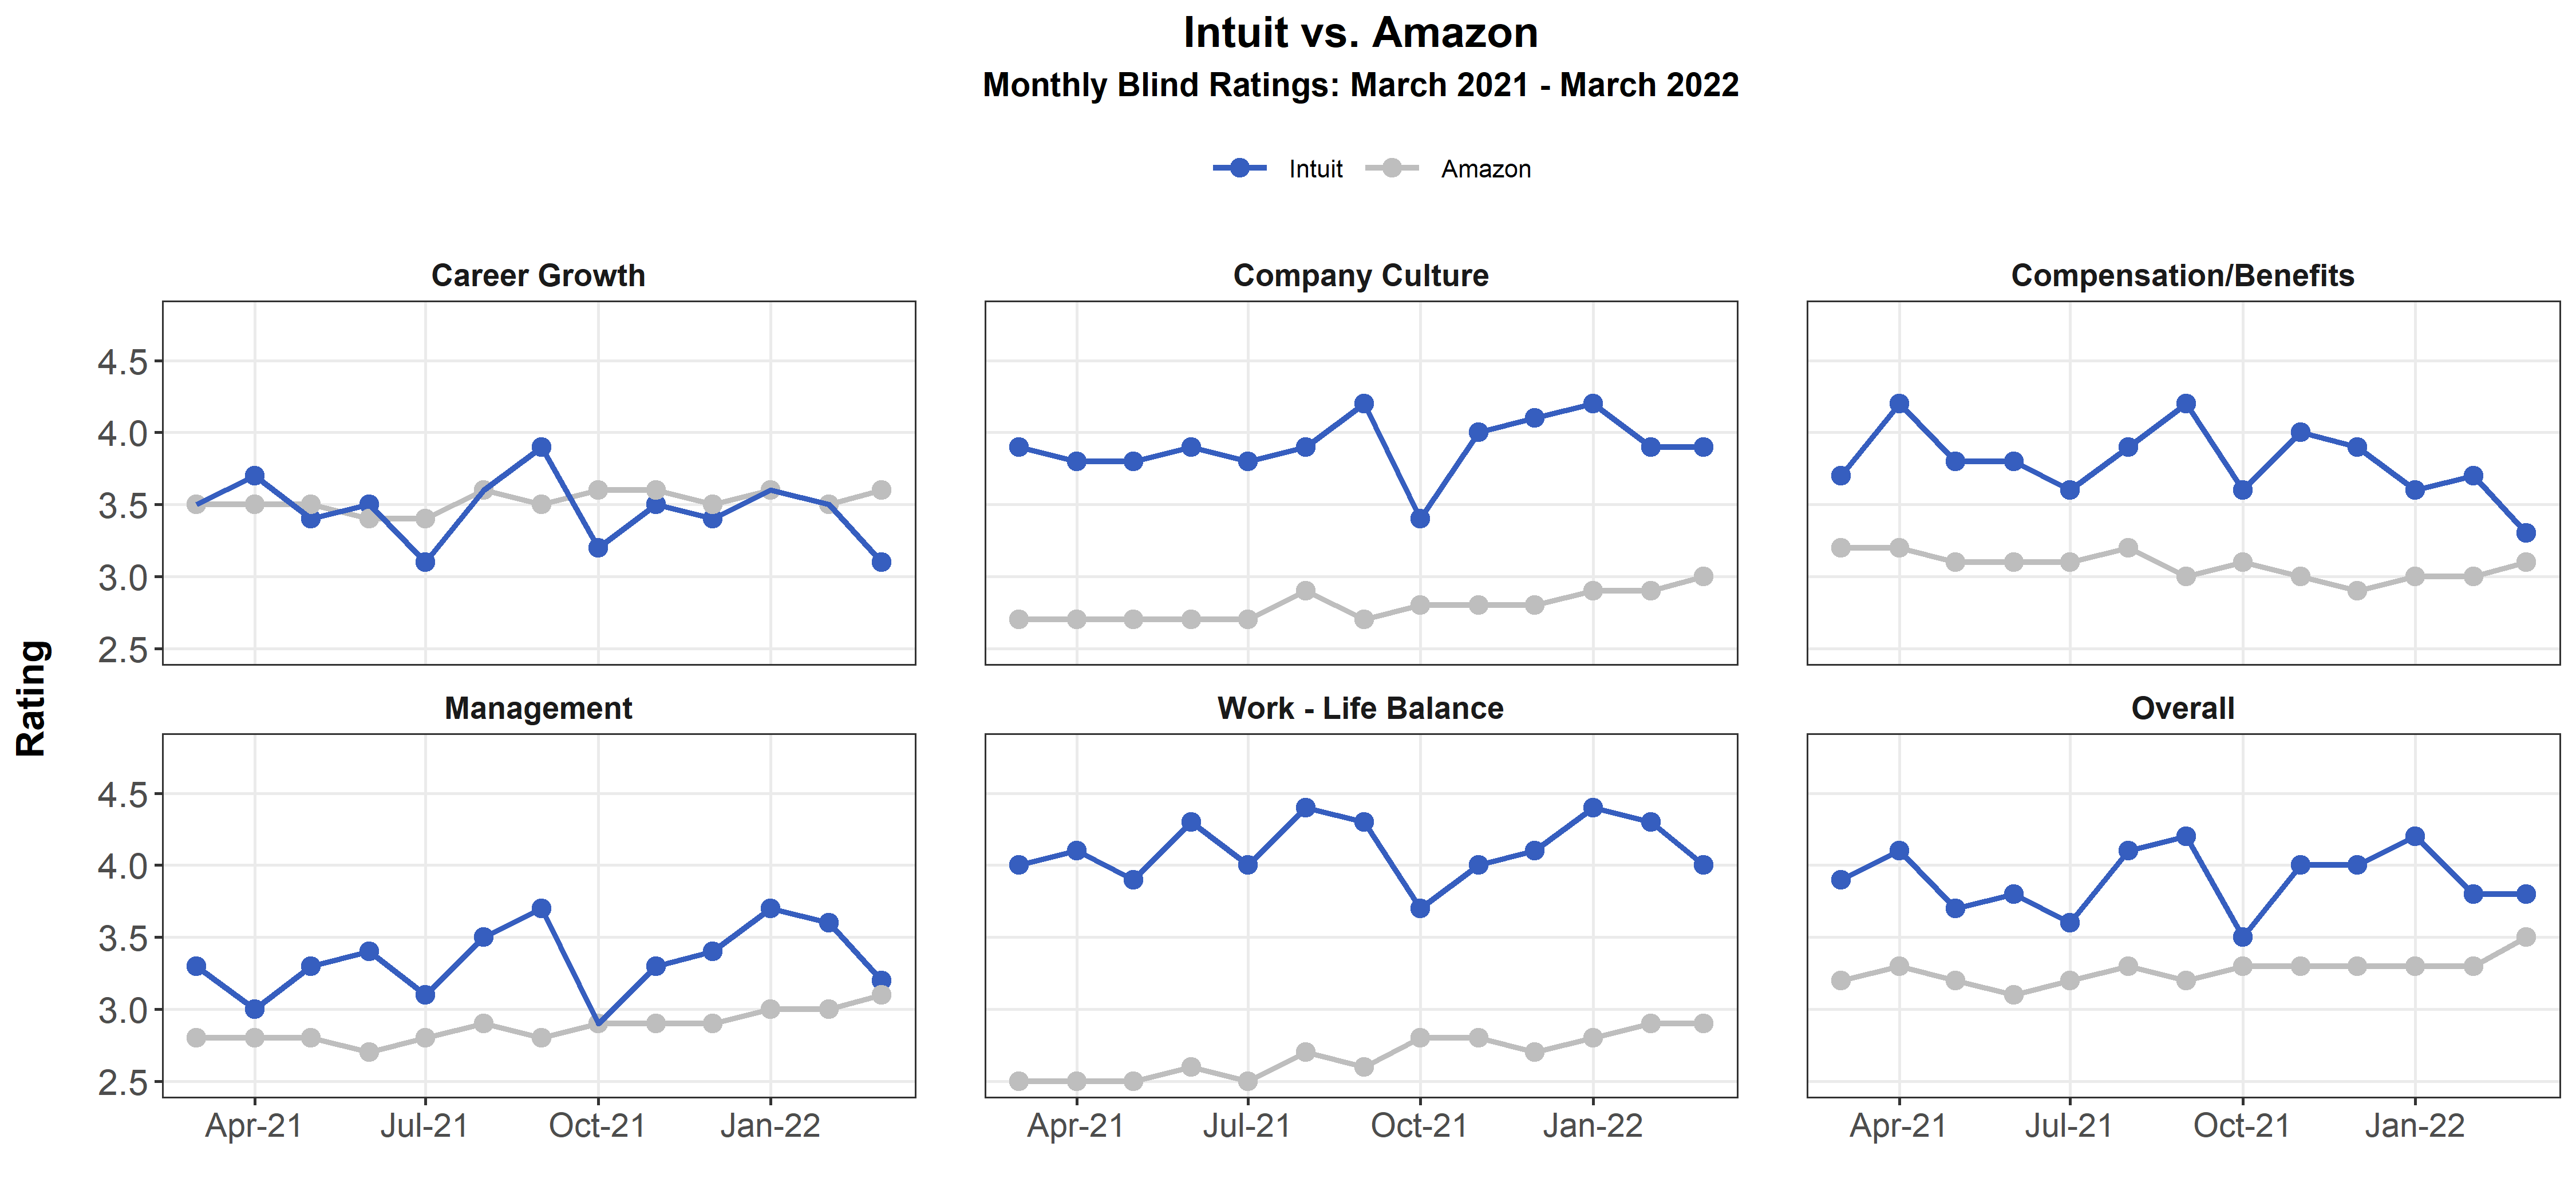 Intuit vs. Amazon
Monthly Blind Ratings: March 2021 - March 2022
Intuit Amazon
Career Growth Company Culture Compensation/Benefits
4.5
4.0
3.5
3.0
2.5
Rating
Management Work - Life Balance Overall
4.5
4.0
3.5
3.0
2.5
Apr-21 Jul-21 Oct-21 Jan-22 Apr-21 Jul-21 Oct-21 Jan-22 Apr-21 Jul-21 Oct-21 Jan-22